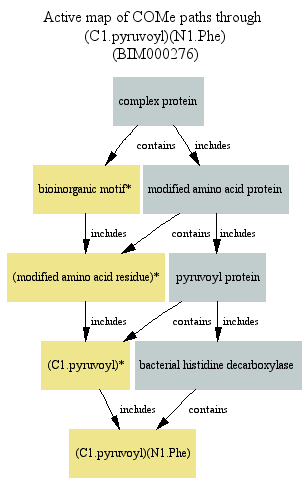 Active map of COMe paths through
(C1.pyruvoyl)(N1.Phe)
(BIM000276)
complex protein
contains
includes
bioinorganic motif*
modified amino acid protein
includes
contains
includes
(modified amino acid residue)*
pyruvoyl protein
includes
contains
includes
(C1.pyruvoyl)*
bacterial histidine decarboxylase
includes
contains
(C1.pyruvoyl)(N1.Phe)